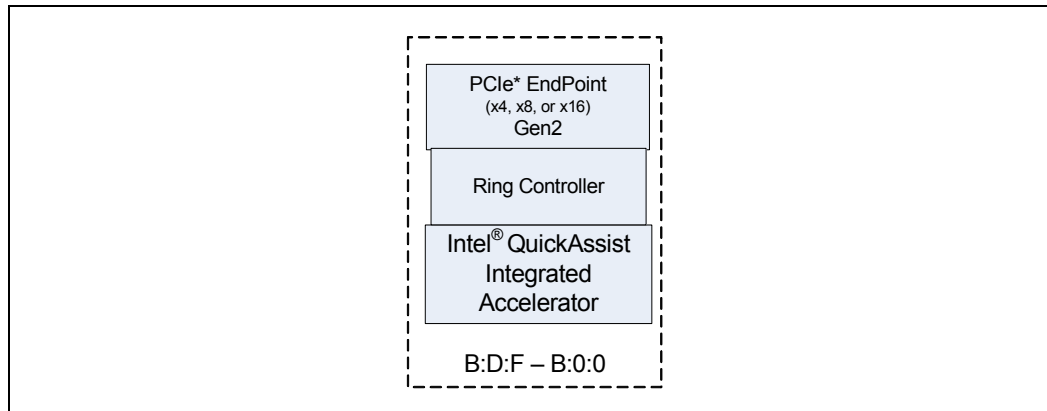 PCIe* EndPoint
(x4, x8, or x16)
Gen2
Ring Controller
Intel® QuickAssist
Integrated
Accelerator
B:D:F – B:0:0